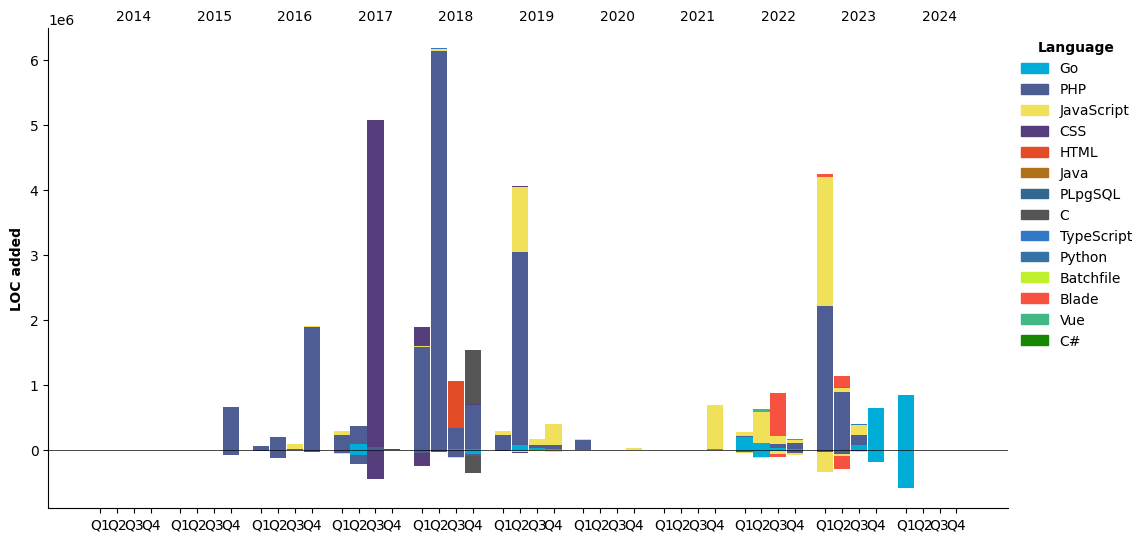 1e6
2014 2015 2016 2017 2018 2019 2020 2021 2022 2023 2024
LOC added
6
5
4
3
2
1
0
Q1Q2Q3Q4 Q1Q2Q3Q4 Q1Q2Q3Q4 Q1Q2Q3Q4 Q1Q2Q3Q4 Q1Q2Q3Q4 Q1Q2Q3Q4 Q1Q2Q3Q4 Q1Q2Q3Q4 Q1Q2Q3Q4 Q1Q2Q3Q4
Language
Go
PHP
JavaScript
CSS
HTML
Java
PLpgSQL
C
TypeScript
Python
Batchfile
Blade
Vue
C#